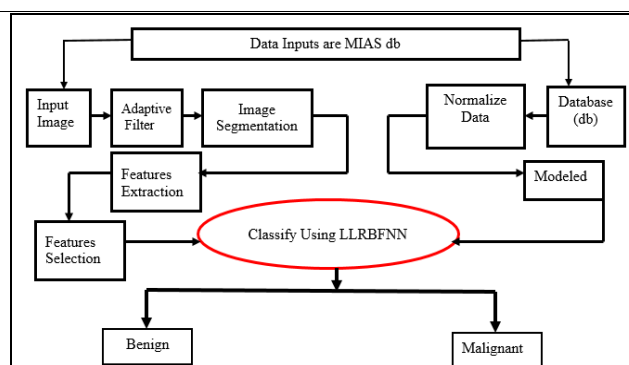 Data Inputs are MIAS db
Input
Image
Adaptive
Filter
Image
Segmentation
Normalize
Data
Database
(db)
Features
Extraction
Modeled
Features
Selection
Classify Using LLRBFNN
Benign
Malignant